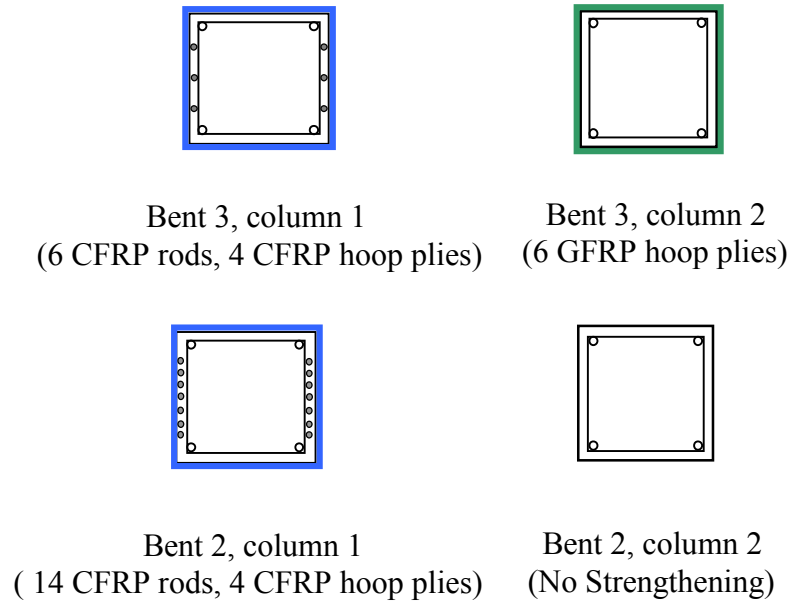 Bent 3, column 1
(6 CFRP rods, 4 CFRP hoop plies)
Bent 3, column 2
(6 GFRP hoop plies)
Bent 2, column 1
( 14 CFRP rods, 4 CFRP hoop plies)
Bent 2, column 2
(No Strengthening)